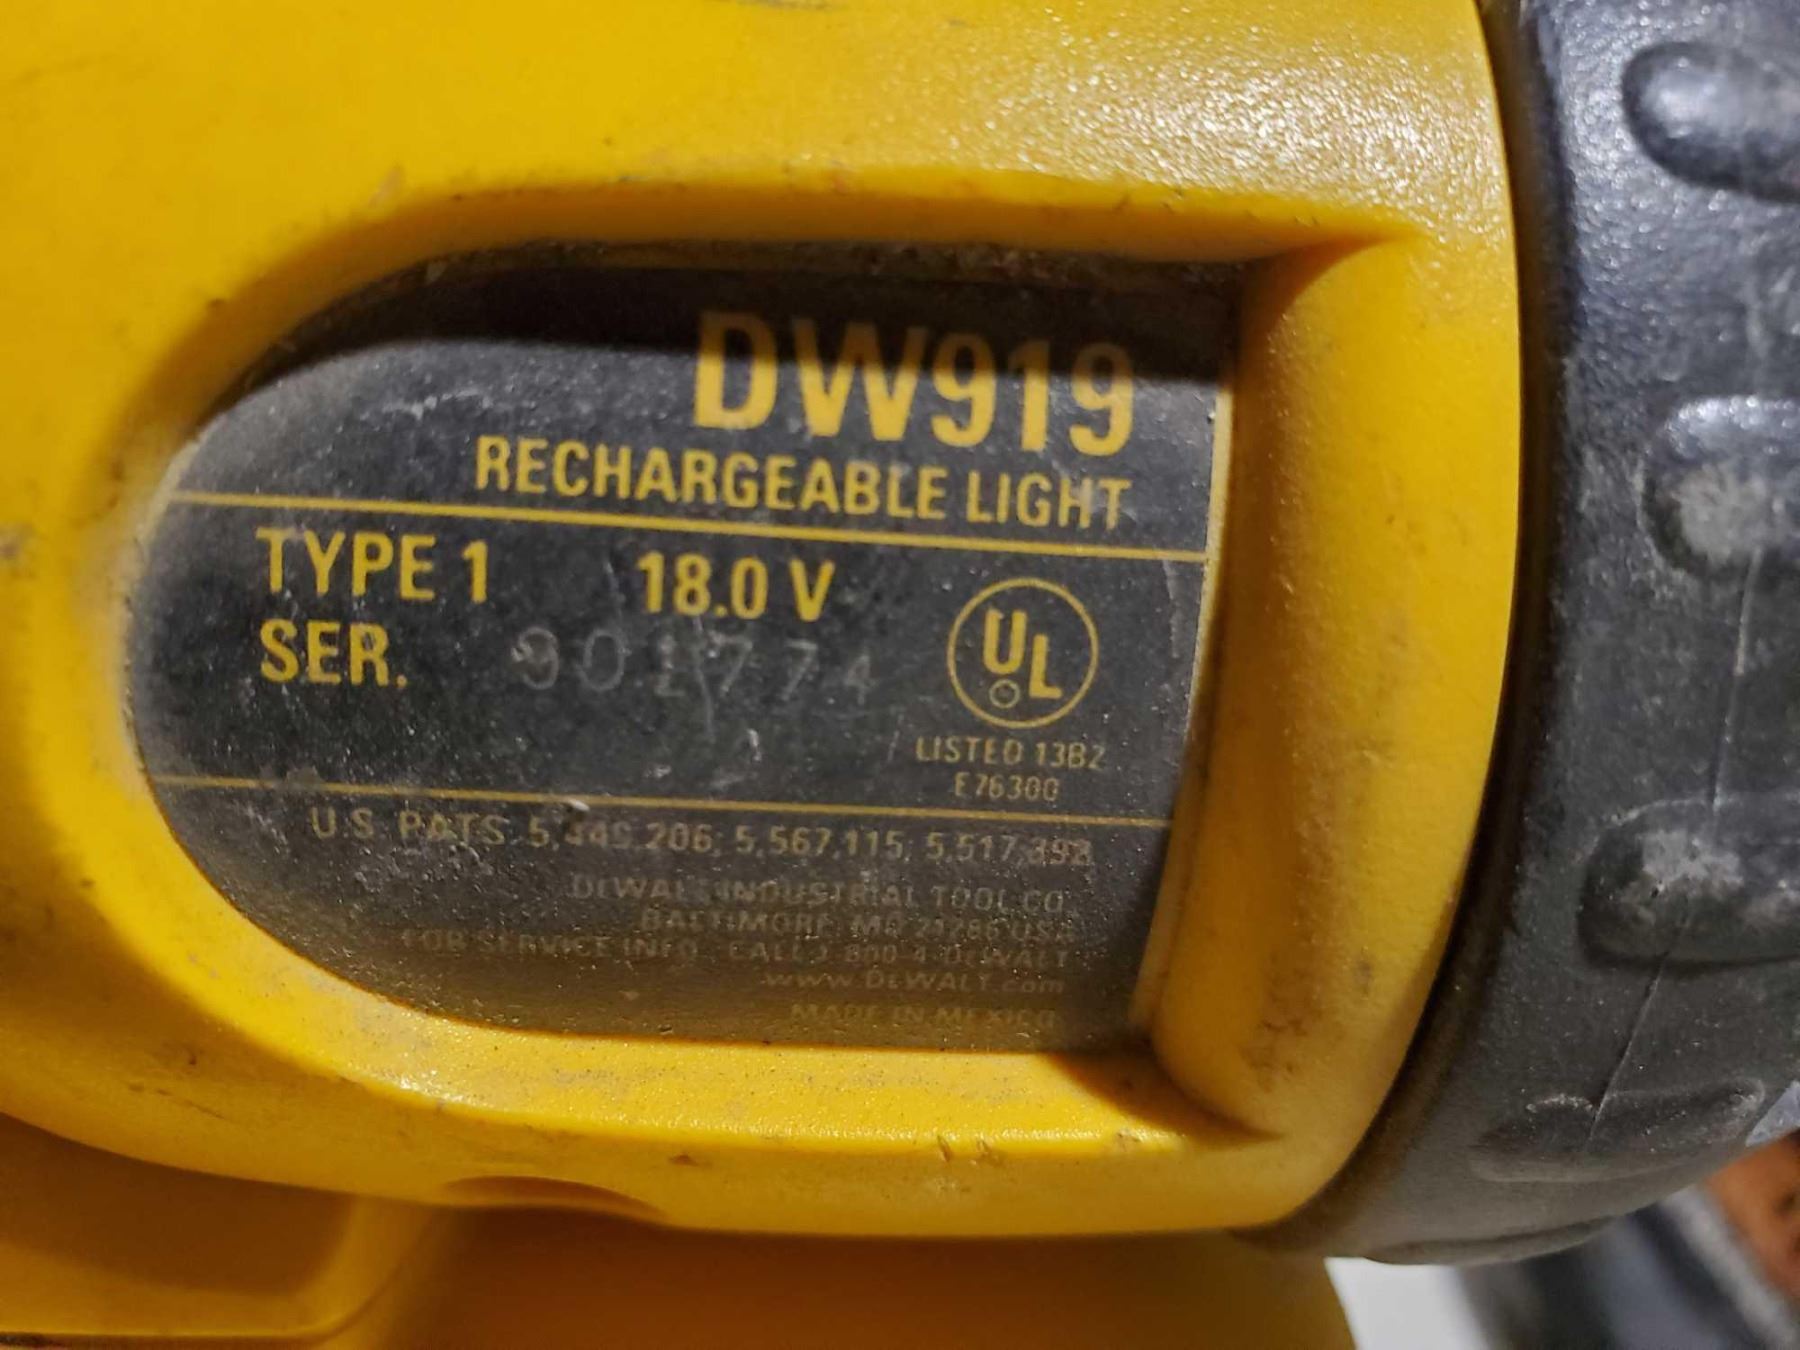 DW919
RECHARGEABLE LIGHT
TYPE 1 18.0 V
SER. 901774
UL
LISTED 13B2
E76300
U.S. PATS. 5,449,206; 5,567,115; 5,517,392
DEWALT INDUSTRIAL TOOL CO.
BALTIMORE, MD 21286 USA
FOR SERVICE INFO. CALL 1-800-4-DEWALT
www.DEWALT.com
MADE IN MEXICO